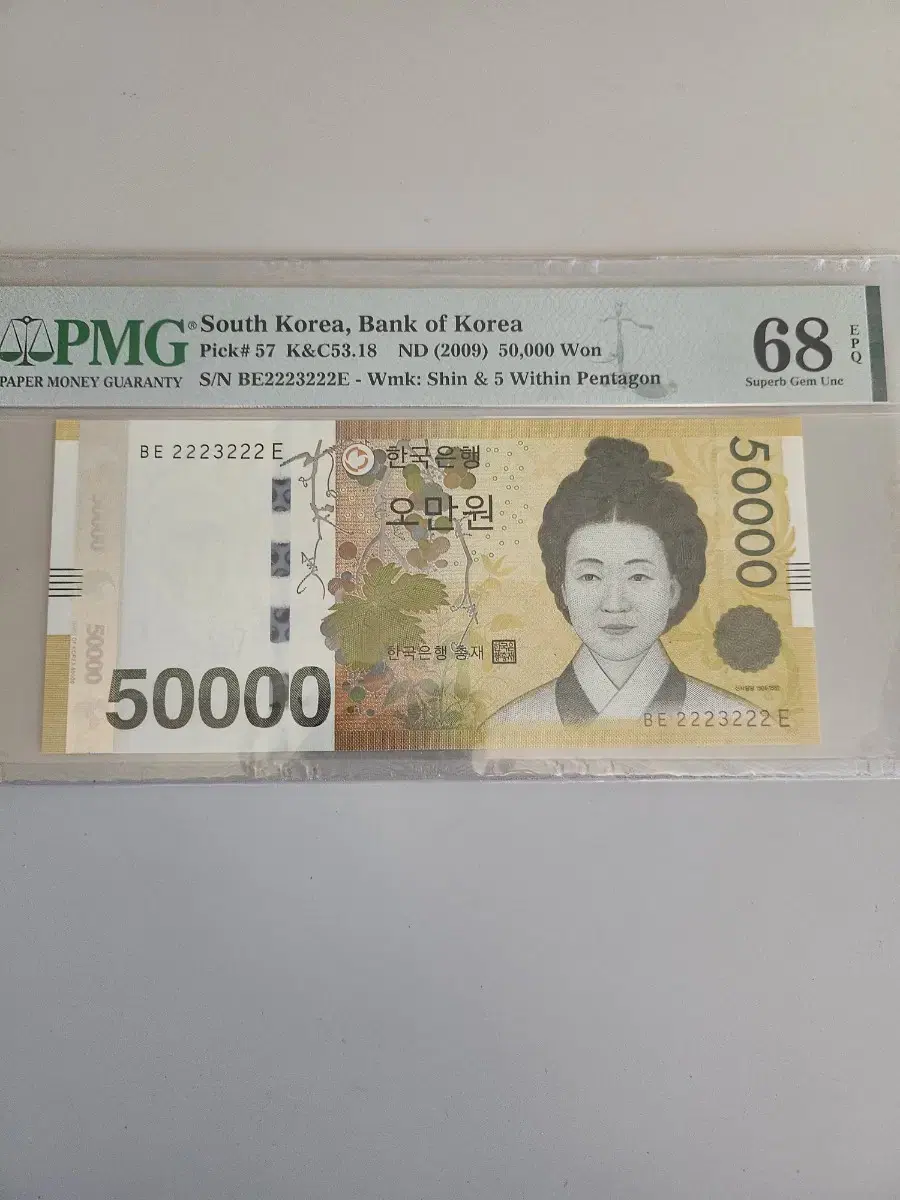 PMG®
PAPER MONEY GUARANTY
South Korea, Bank of Korea
Pick# 57 K&C53.18 ND (2009) 50,000 Won
S/N BE2223222E - Wmk: Shin & 5 Within Pentagon
68
EPQ
Superb Gem Unc
BE 2223222 E
한국은행
오만원
50000
50000
한국은행 총재
50000
50000
BE 2223222 E